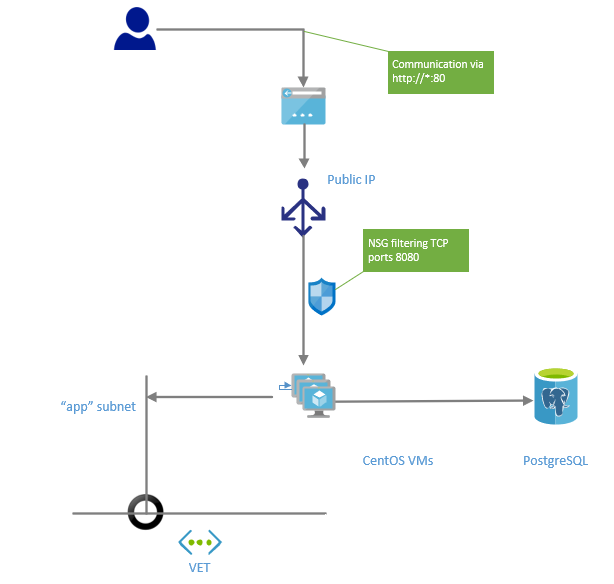 Communication via
http://*:80
Public IP
NSG filtering TCP
ports 8080
“app” subnet
CentOS VMs
PostgreSQL
VET